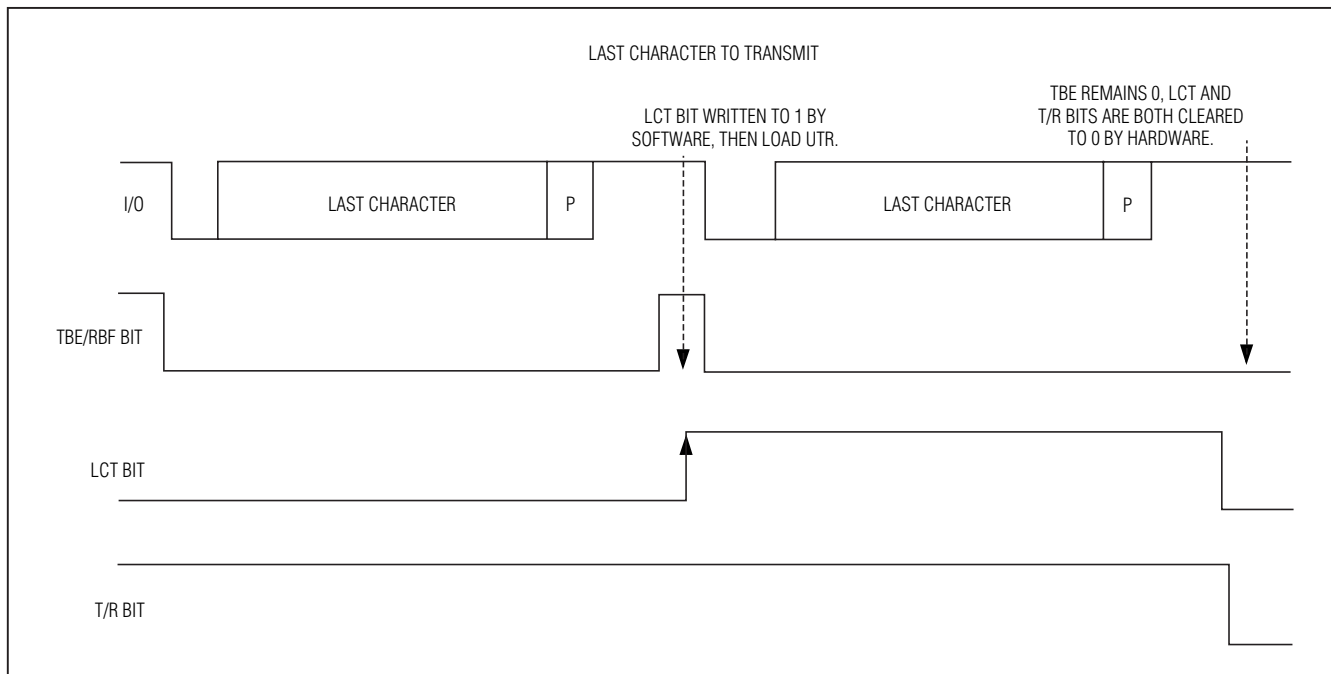 LAST CHARACTER TO TRANSMIT
LCT BIT WRITTEN TO 1 BY
SOFTWARE, THEN LOAD UTR.
TBE REMAINS 0, LCT AND
T/R BITS ARE BOTH CLEARED
TO 0 BY HARDWARE.
I/O
LAST CHARACTER
P
LAST CHARACTER
P
TBE/RBF BIT
LCT BIT
T/R BIT